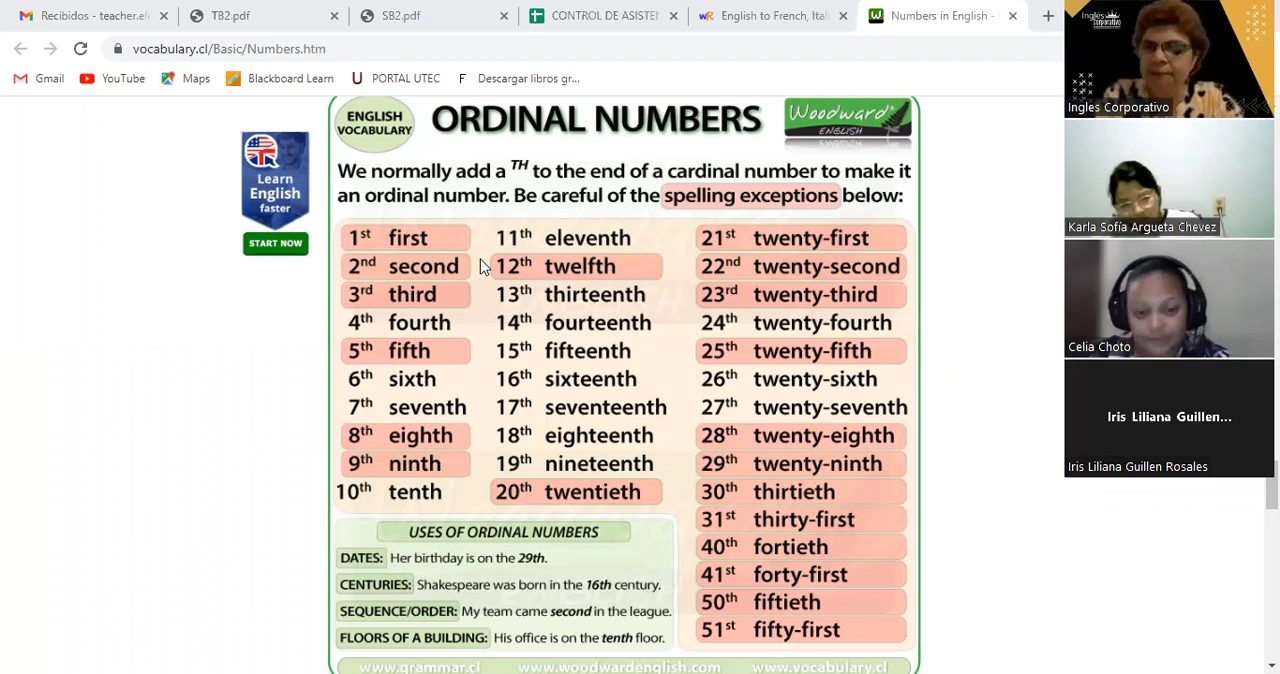 Recibidos - teacher.el
TB2.pdf
SB2.pdf
CONTROL DE ASISTEN
English to French, Ital
Numbers in English -
vocabulary.cl/Basic/Numbers.htm
Gmail
YouTube
Maps
Blackboard Learn
PORTAL UTEC
Descargar libros gr...
ENGLISH
VOCABULARY
ORDINAL NUMBERS
Woodward®
ENGLISH
Learn
English
faster
START NOW
We normally add a TH to the end of a cardinal number to make it
an ordinal number. Be careful of the spelling exceptions below:
1st first
2nd second
3rd third
4th fourth
5th fifth
6th sixth
7th seventh
8th eighth
9th ninth
10th tenth
11th eleventh
12th twelfth
13th thirteenth
14th fourteenth
15th fifteenth
16th sixteenth
17th seventeenth
18th eighteenth
19th nineteenth
20th twentieth
21st twenty-first
22nd twenty-second
23rd twenty-third
24th twenty-fourth
25th twenty-fifth
26th twenty-sixth
27th twenty-seventh
28th twenty-eighth
29th twenty-ninth
30th thirtieth
31st thirty-first
40th fortieth
41st forty-first
50th fiftieth
51st fifty-first
USES OF ORDINAL NUMBERS
DATES: Her birthday is on the 29th.
CENTURIES: Shakespeare was born in the 16th century.
SEQUENCE/ORDER: My team came second in the league.
FLOORS OF A BUILDING: His office is on the tenth floor.
www.grammar.cl www.woodwardenglish.com www.vocabulary.cl
Inglés
Corporativo
Ingles Corporativo
Karla Sofía Argueta Chevez
Celia Choto
Iris Liliana Guillen...
Iris Liliana Guillen Rosales